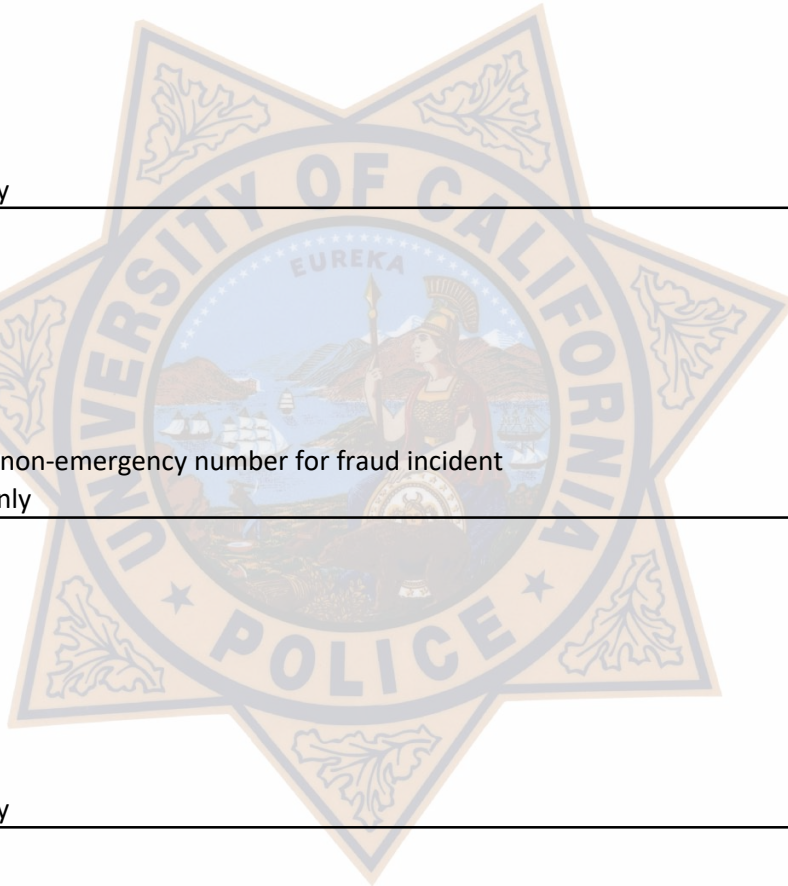 y
UNIVERSITY OF CALIFORNIA
EUREKA
non-emergency number for fraud incident
nly
POLICE
y